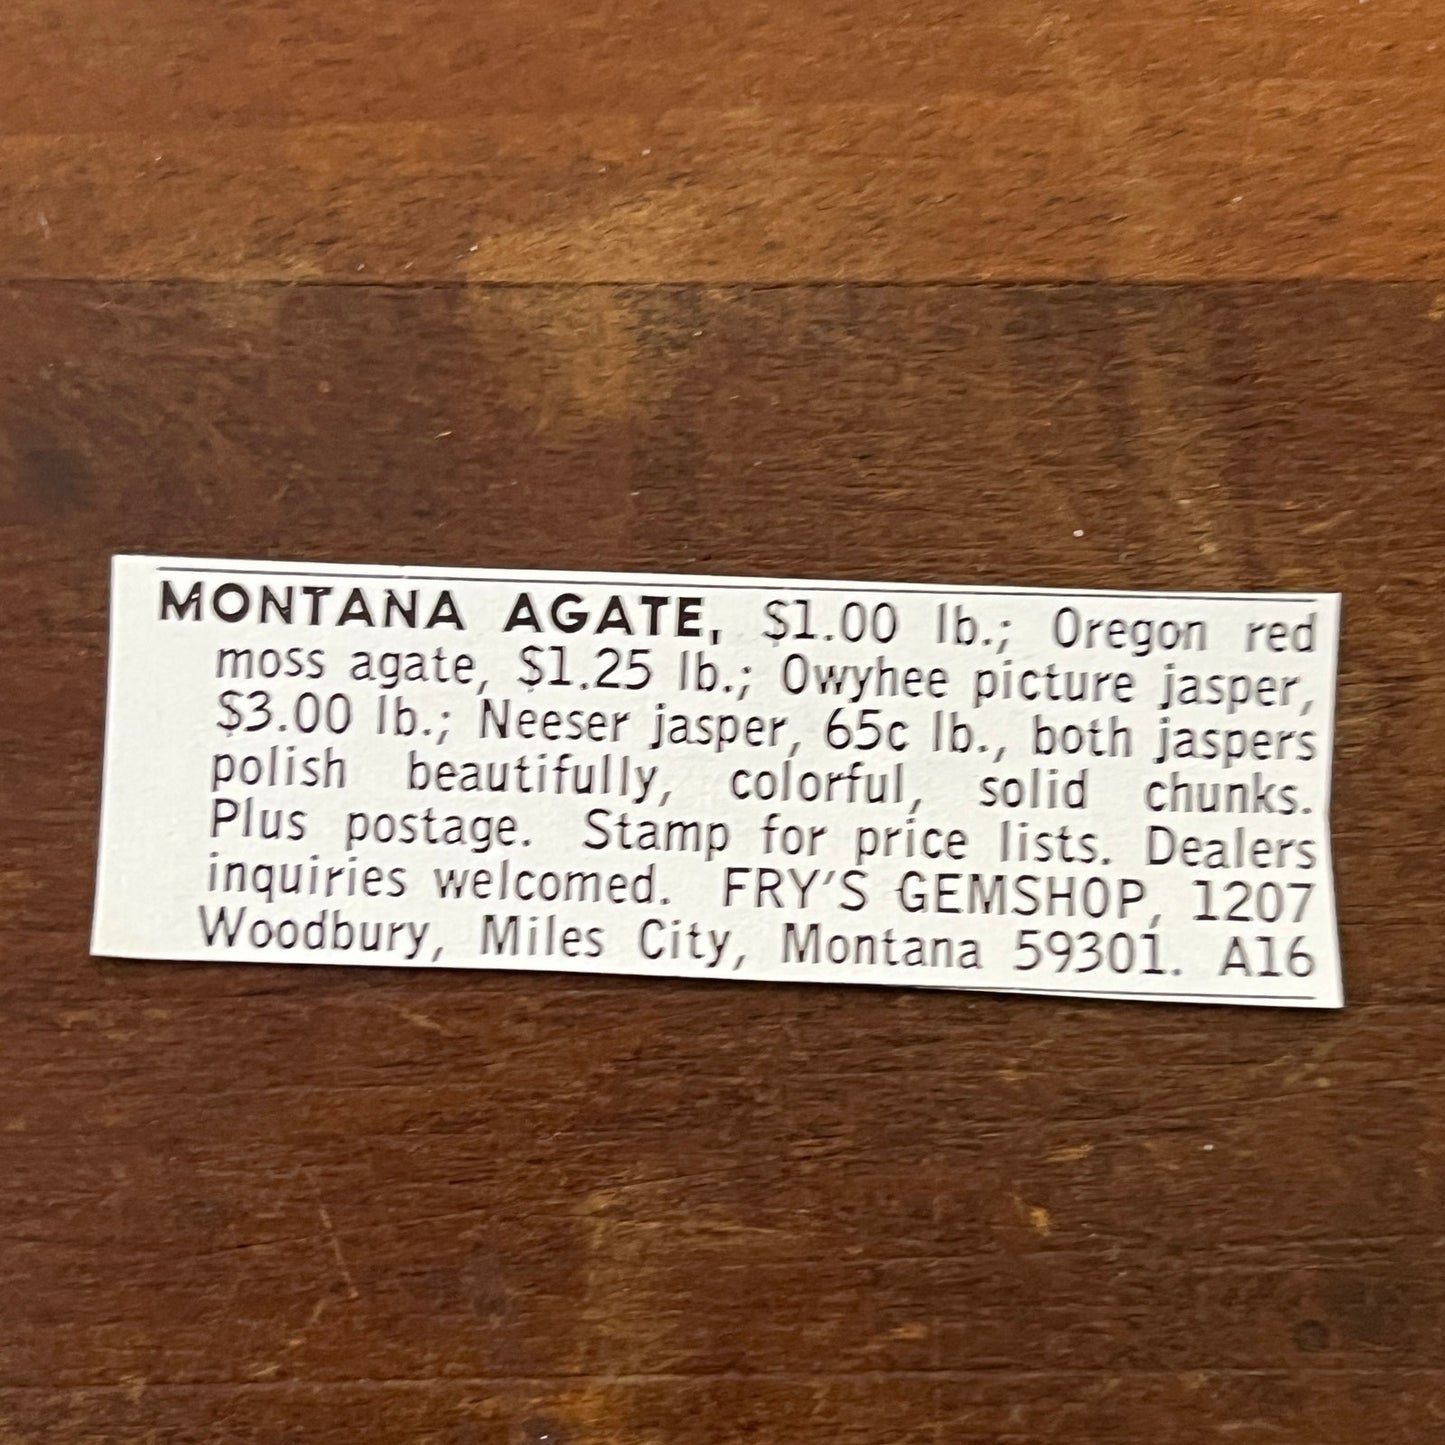 MONTANA AGATE, $1.00 lb.; Oregon red
moss agate, $1.25 lb.; Owyhee picture jasper,
$3.00 lb.; Neeser jasper, 65c lb., both jaspers
polish beautifully, colorful, solid chunks.
Plus postage. Stamp for price lists. Dealers
inquiries welcomed. FRY'S GEMSHOP, 1207
Woodbury, Miles City, Montana 59301. A16